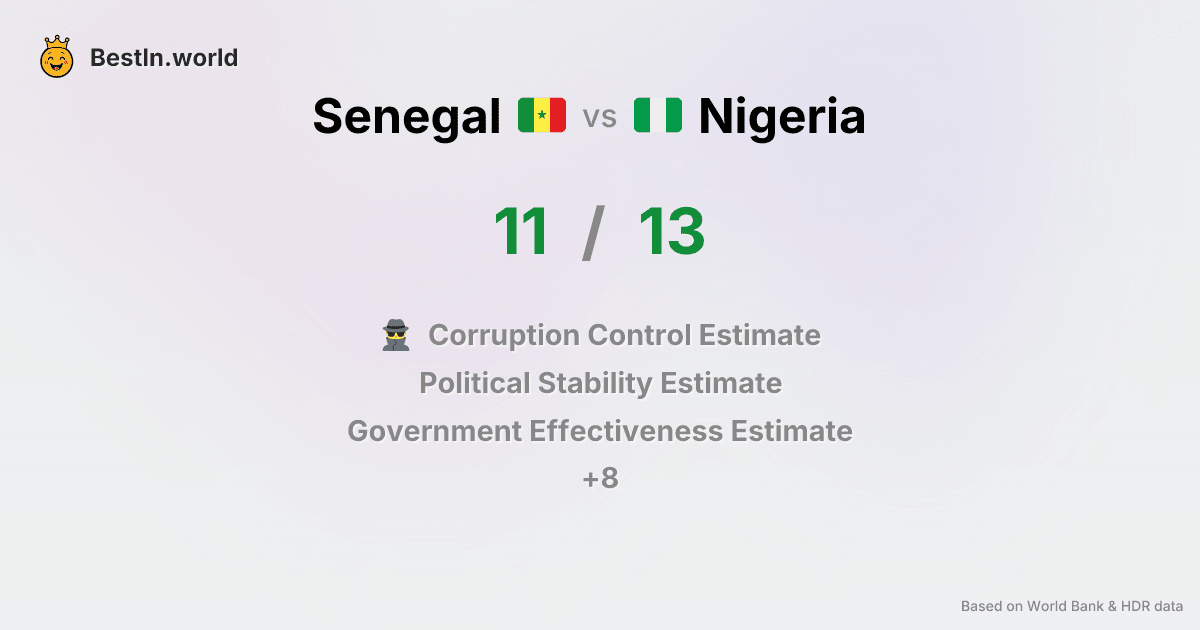 BestIn.world
Senegal vs Nigeria
11 / 13
Corruption Control Estimate
Political Stability Estimate
Government Effectiveness Estimate
+8
Based on World Bank & HDR data